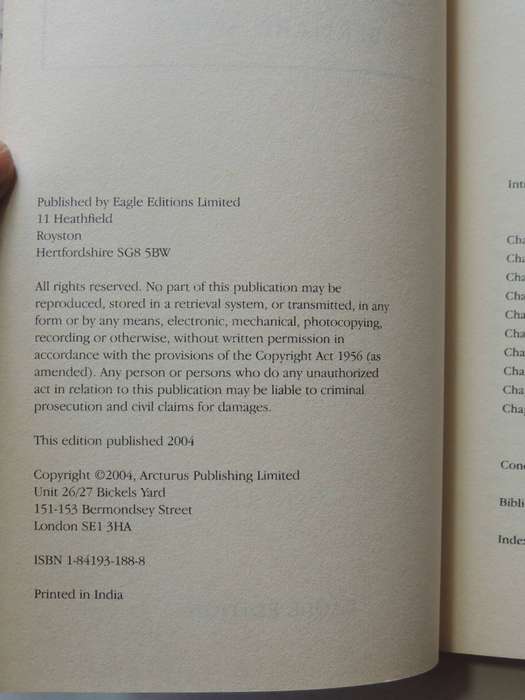 Published by Eagle Editions Limited
11 Heathfield
Royston
Hertfordshire SG8 5BW
All rights reserved. No part of this publication may be
reproduced, stored in a retrieval system, or transmitted, in any
form or by any means, electronic, mechanical, photocopying,
recording or otherwise, without written permission in
accordance with the provisions of the Copyright Act 1956 (as
amended). Any person or persons who do any unauthorized
act in relation to this publication may be liable to criminal
prosecution and civil claims for damages.
This edition published 2004
Copyright ©2004, Arcturus Publishing Limited
Unit 26/27 Bickels Yard
151-153 Bermondsey Street
London SE1 3HA
ISBN 1-84193-188-8
Printed in India